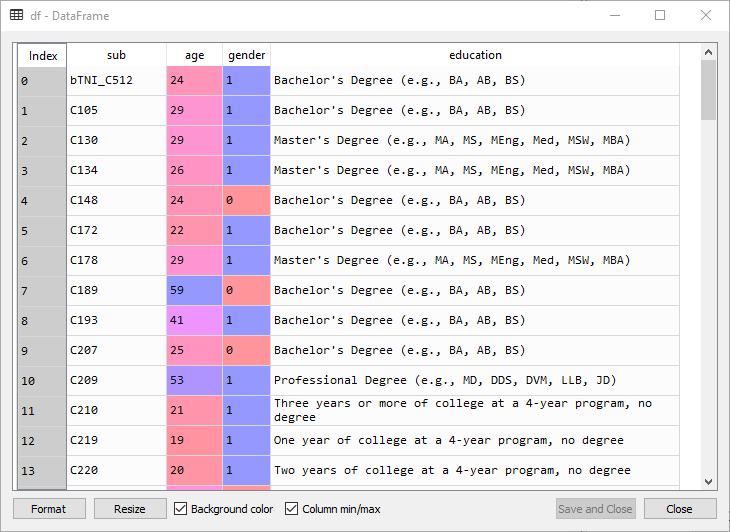 df - DataFrame
Index sub age gender education
0 bTNI_C512 24 1 Bachelor's Degree (e.g., BA, AB, BS)
1 C105 29 1 Bachelor's Degree (e.g., BA, AB, BS)
2 C130 29 1 Master's Degree (e.g., MA, MS, MEng, Med, MSW, MBA)
3 C134 26 1 Master's Degree (e.g., MA, MS, MEng, Med, MSW, MBA)
4 C148 24 0 Bachelor's Degree (e.g., BA, AB, BS)
5 C172 22 1 Bachelor's Degree (e.g., BA, AB, BS)
6 C178 29 1 Master's Degree (e.g., MA, MS, MEng, Med, MSW, MBA)
7 C189 59 0 Bachelor's Degree (e.g., BA, AB, BS)
8 C193 41 1 Bachelor's Degree (e.g., BA, AB, BS)
9 C207 25 0 Bachelor's Degree (e.g., BA, AB, BS)
10 C209 53 1 Professional Degree (e.g., MD, DDS, DVM, LLB, JD)
11 C210 21 1 Three years or more of college at a 4-year program, no
degree
12 C219 19 1 One year of college at a 4-year program, no degree
13 C220 20 1 Two years of college at a 4-year program, no degree
Format Resize Background color Column min/max Save and Close Close